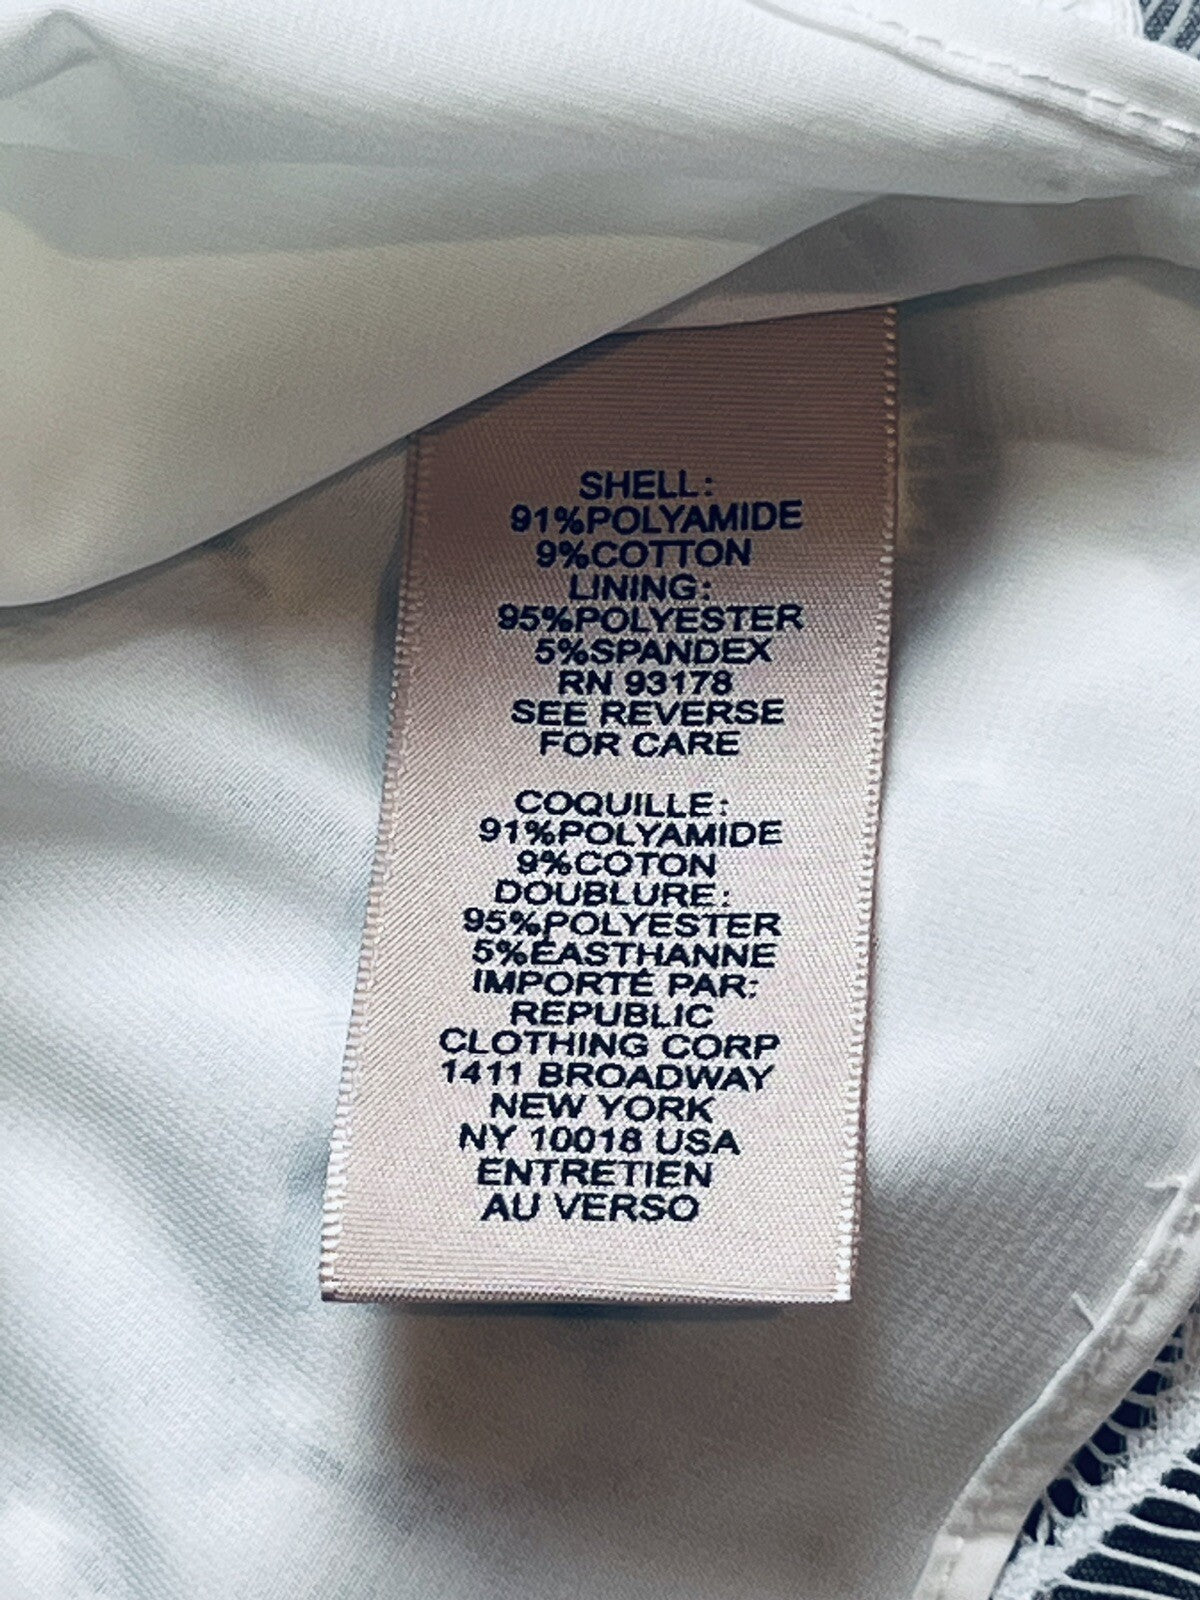 SHELL:
91%POLYAMIDE
9%COTTON
LINING:
95%POLYESTER
5%SPANDEX
RN 93178
SEE REVERSE
FOR CARE
COQUILLE:
91%POLYAMIDE
9%COTON
DOUBLURE:
95%POLYESTER
5%ÉASTHANNE
IMPORTÉ PAR:
REPUBLIC
CLOTHING CORP
1411 BROADWAY
NEW YORK
NY 10018 USA
ENTRETIEN
AU VERSO